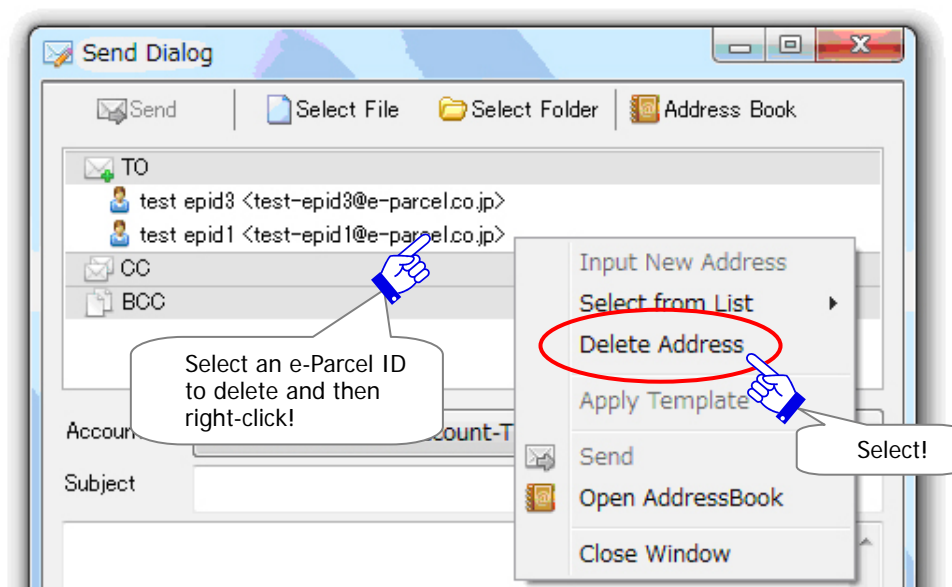 Send Dialog
Send Select File Select Folder Address Book
TO
test epid3 <test-epid3@e-parcel.co.jp>
test epid1 <test-epid1@e-parcel.co.jp>
CC
BCC
Input New Address
Select from List
Delete Address
Apply Template
Send
Open AddressBook
Close Window
Select an e-Parcel ID
to delete and then
right-click!
Select!
Subject